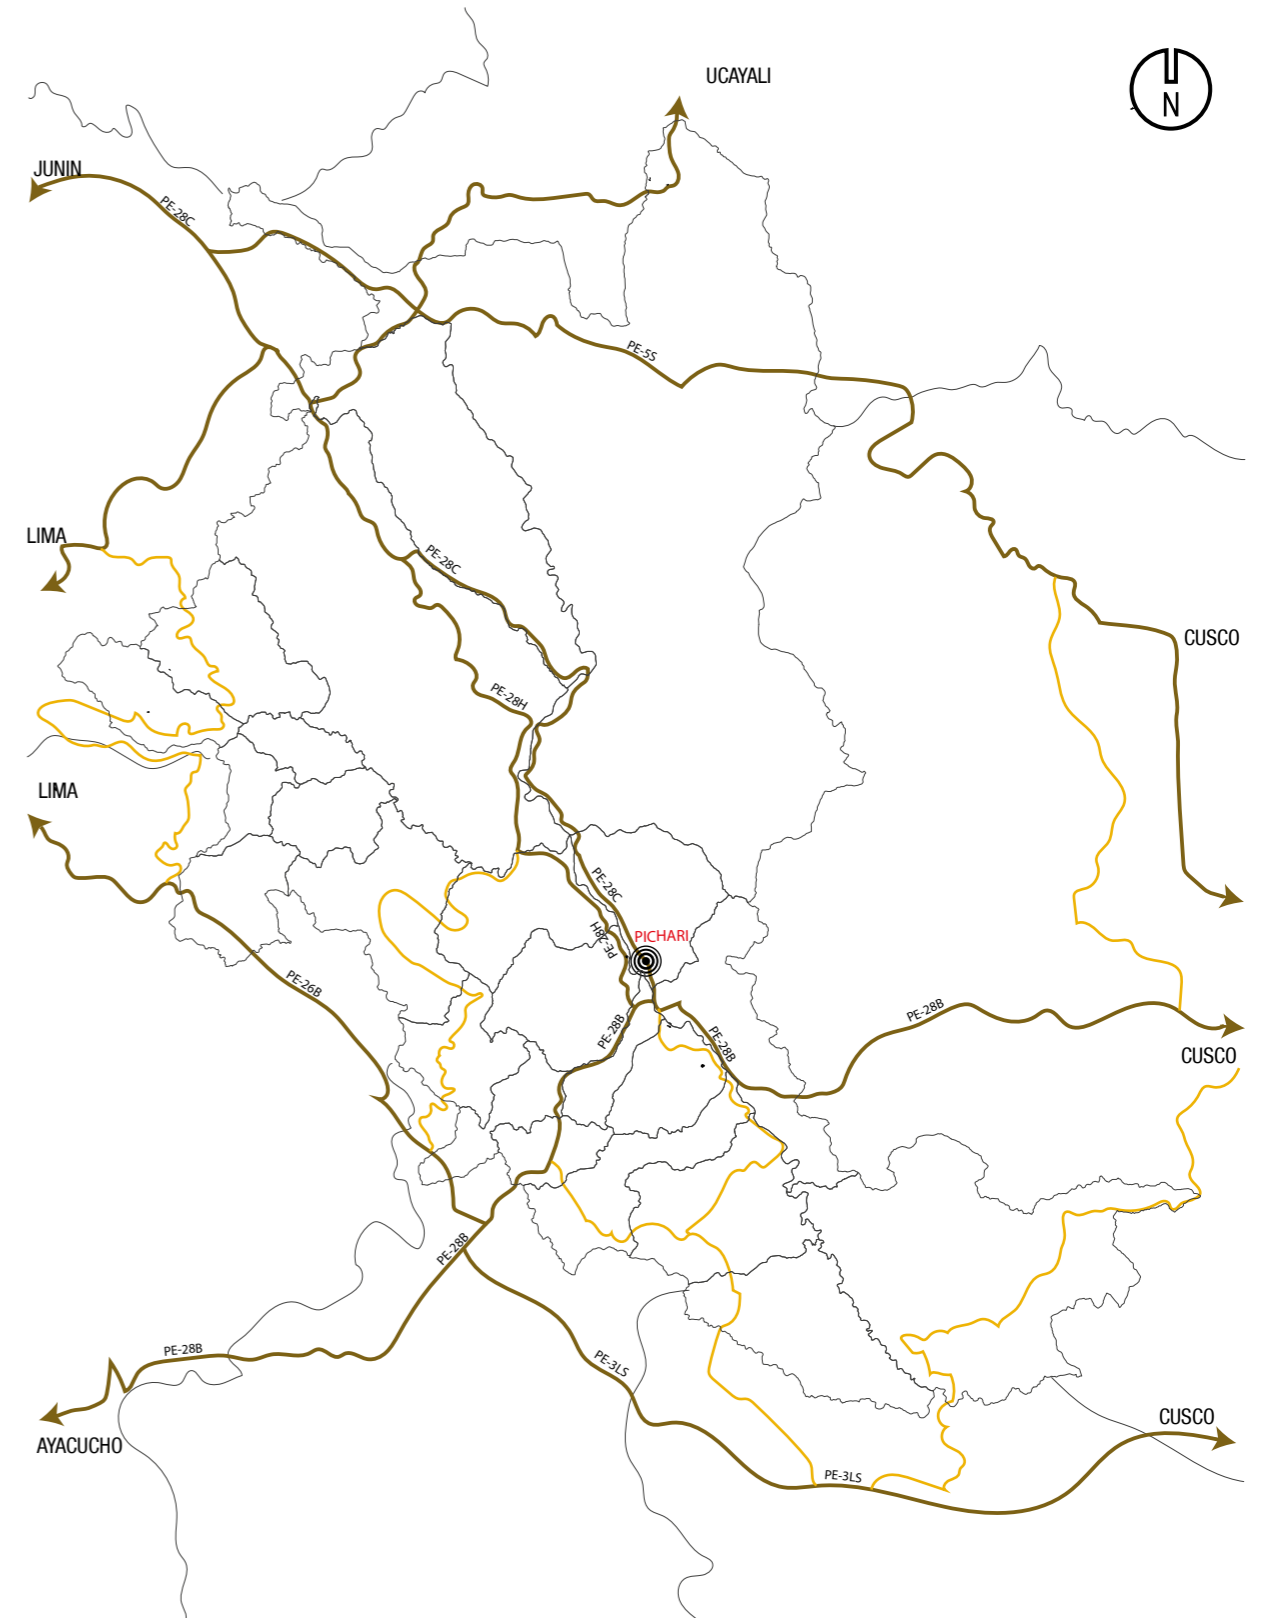 UCAYALI
N
JUNIN
PE-28C
PE-5S
LIMA
PE-28C
CUSCO
PE-28H
LIMA
PE-28C
PE-28H
PICHARI
PE-26B
PE-28B
PE-28B
PE-28B
CUSCO
PE-28B
PE-28B
PE-3LS
CUSCO
AYACUCHO
PE-3LS